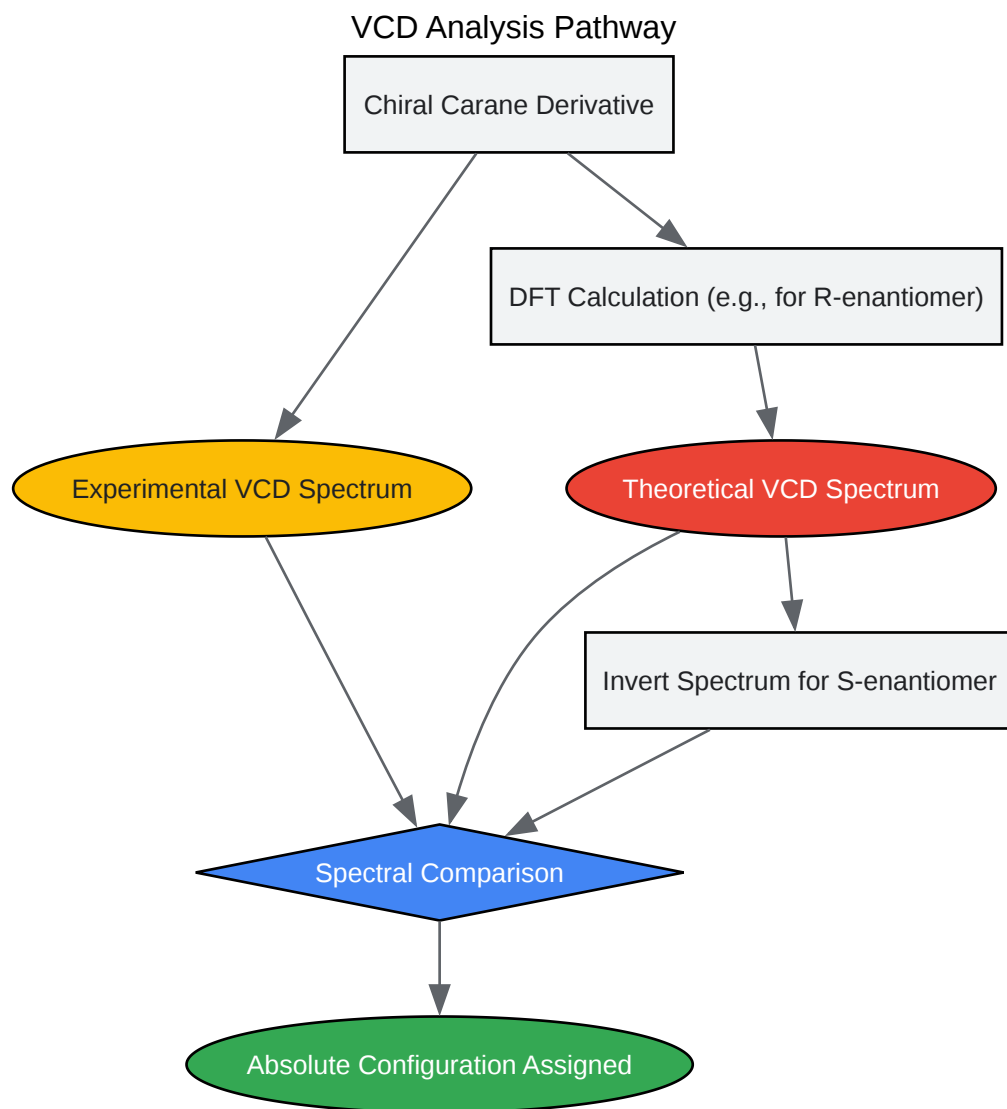 VCD Analysis Pathway
Chiral Carane Derivative
DFT Calculation (e.g., for R-enantiomer)
Experimental VCD Spectrum
Theoretical VCD Spectrum
Invert Spectrum for S-enantiomer
Spectral Comparison
Absolute Configuration Assigned